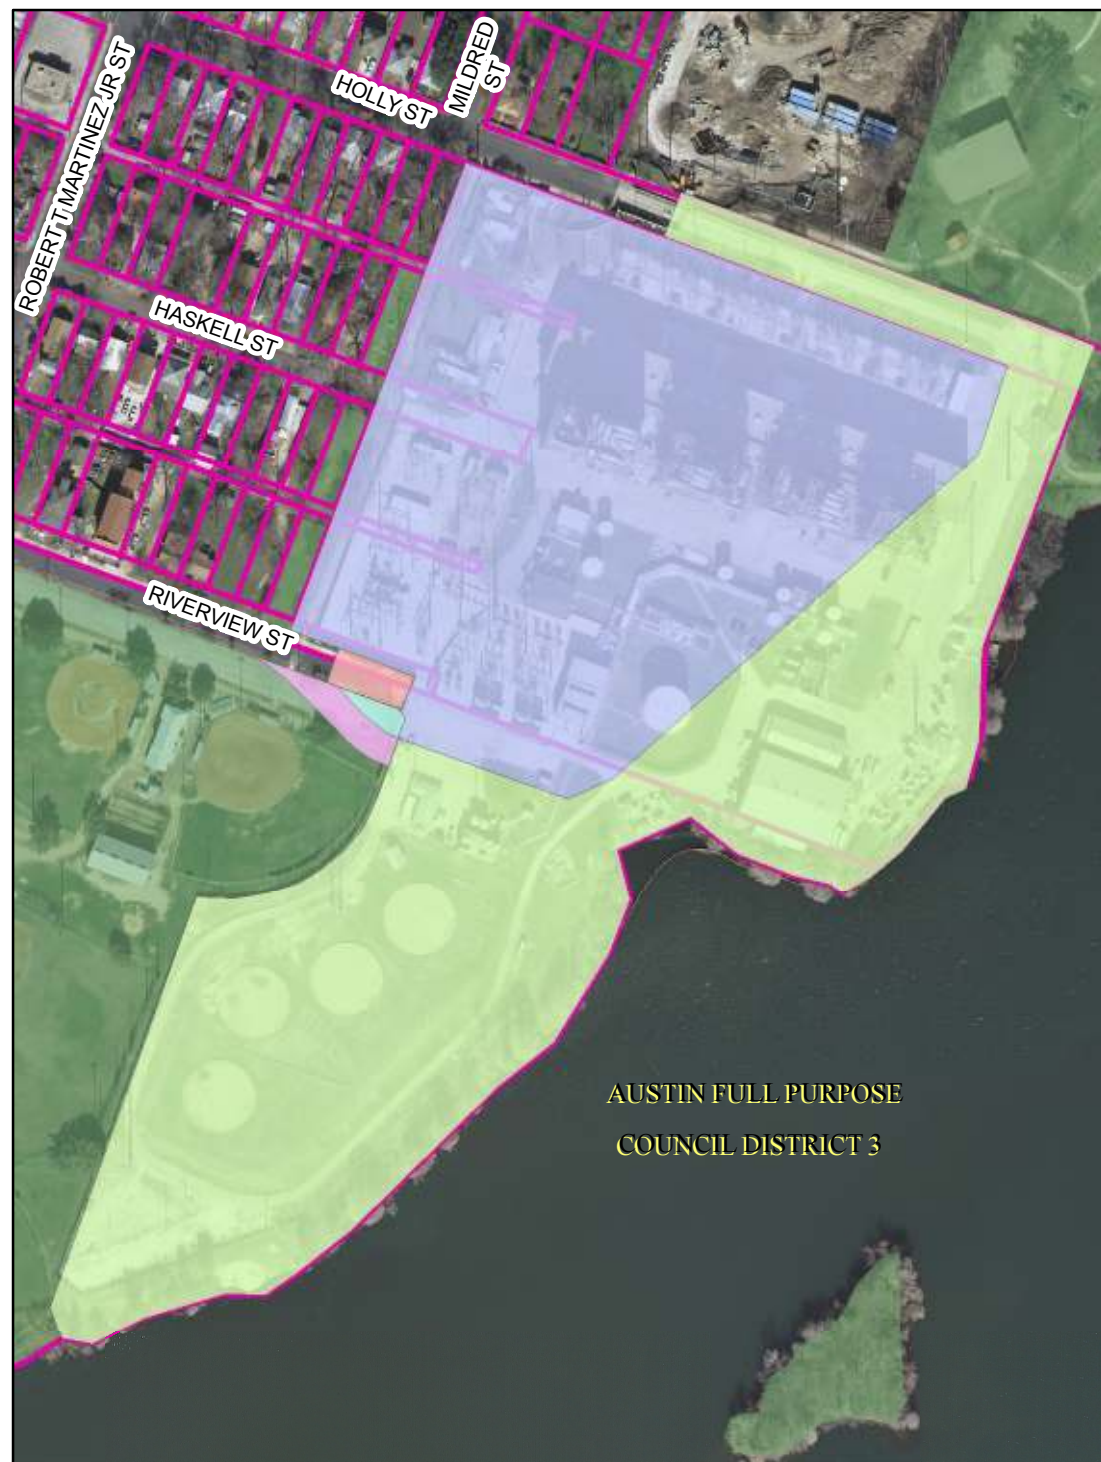 HOLLY ST
MILDRED
ST
ROBERT T MARTINEZ JR ST
HASKELL ST
RIVERVIEW ST
AUSTIN FULL PURPOSE
COUNCIL DISTRICT 3